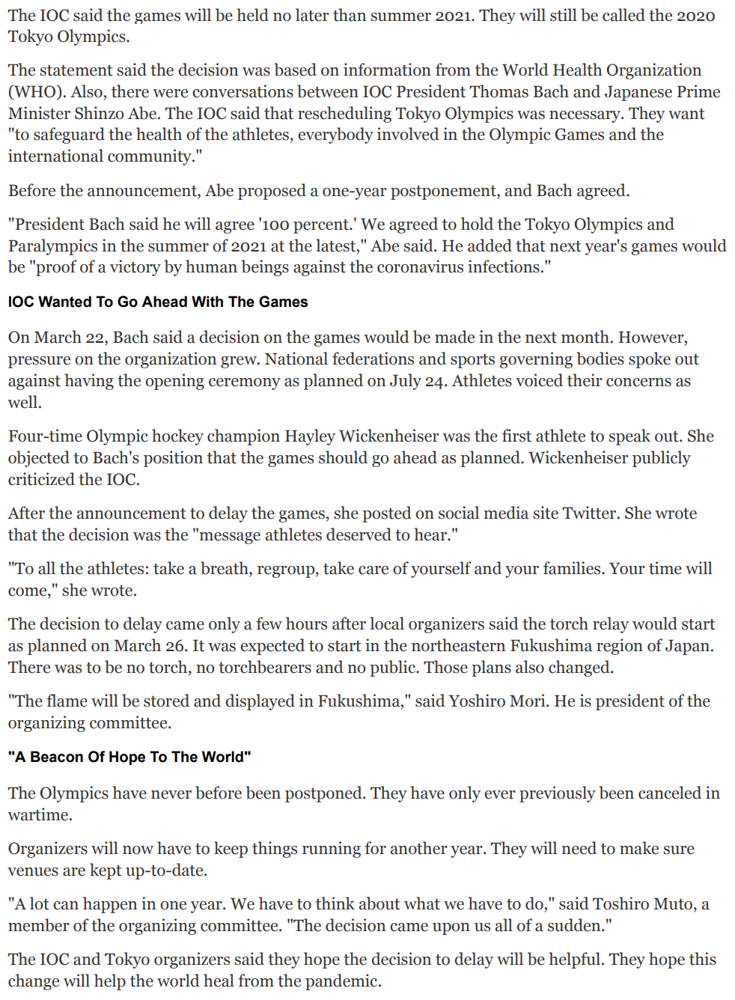 The IOC said the games will be held no later than summer 2021. They will still be called the 2020
Tokyo Olympics.
The statement said the decision was based on information from the World Health Organization
(WHO). Also, there were conversations between IOC President Thomas Bach and Japanese Prime
Minister Shinzo Abe. The IOC said that rescheduling Tokyo Olympics was necessary. They want
"to safeguard the health of the athletes, everybody involved in the Olympic Games and the
international community."
Before the announcement, Abe proposed a one-year postponement, and Bach agreed.
"President Bach said he will agree '100 percent.' We agreed to hold the Tokyo Olympics and
Paralympics in the summer of 2021 at the latest," Abe said. He added that next year's games would
be "proof of a victory by human beings against the coronavirus infections."
IOC Wanted To Go Ahead With The Games
On March 22, Bach said a decision on the games would be made in the next month. However,
pressure on the organization grew. National federations and sports governing bodies spoke out
against having the opening ceremony as planned on July 24. Athletes voiced their concerns as
well.
Four-time Olympic hockey champion Hayley Wickenheiser was the first athlete to speak out. She
objected to Bach's position that the games should go ahead as planned. Wickenheiser publicly
criticized the IOC.
After the announcement to delay the games, she posted on social media site Twitter. She wrote
that the decision was the "message athletes deserved to hear."
"To all the athletes: take a breath, regroup, take care of yourself and your families. Your time will
come," she wrote.
The decision to delay came only a few hours after local organizers said the torch relay would start
as planned on March 26. It was expected to start in the northeastern Fukushima region of Japan.
There was to be no torch, no torchbearers and no public. Those plans also changed.
"The flame will be stored and displayed in Fukushima," said Yoshiro Mori. He is president of the
organizing committee.
"A Beacon Of Hope To The World"
The Olympics have never before been postponed. They have only ever previously been canceled in
wartime.
Organizers will now have to keep things running for another year. They will need to make sure
venues are kept up-to-date.
"A lot can happen in one year. We have to think about what we have to do," said Toshiro Muto, a
member of the organizing committee. "The decision came upon us all of a sudden."
The IOC and Tokyo organizers said they hope the decision to delay will be helpful. They hope this
change will help the world heal from the pandemic.